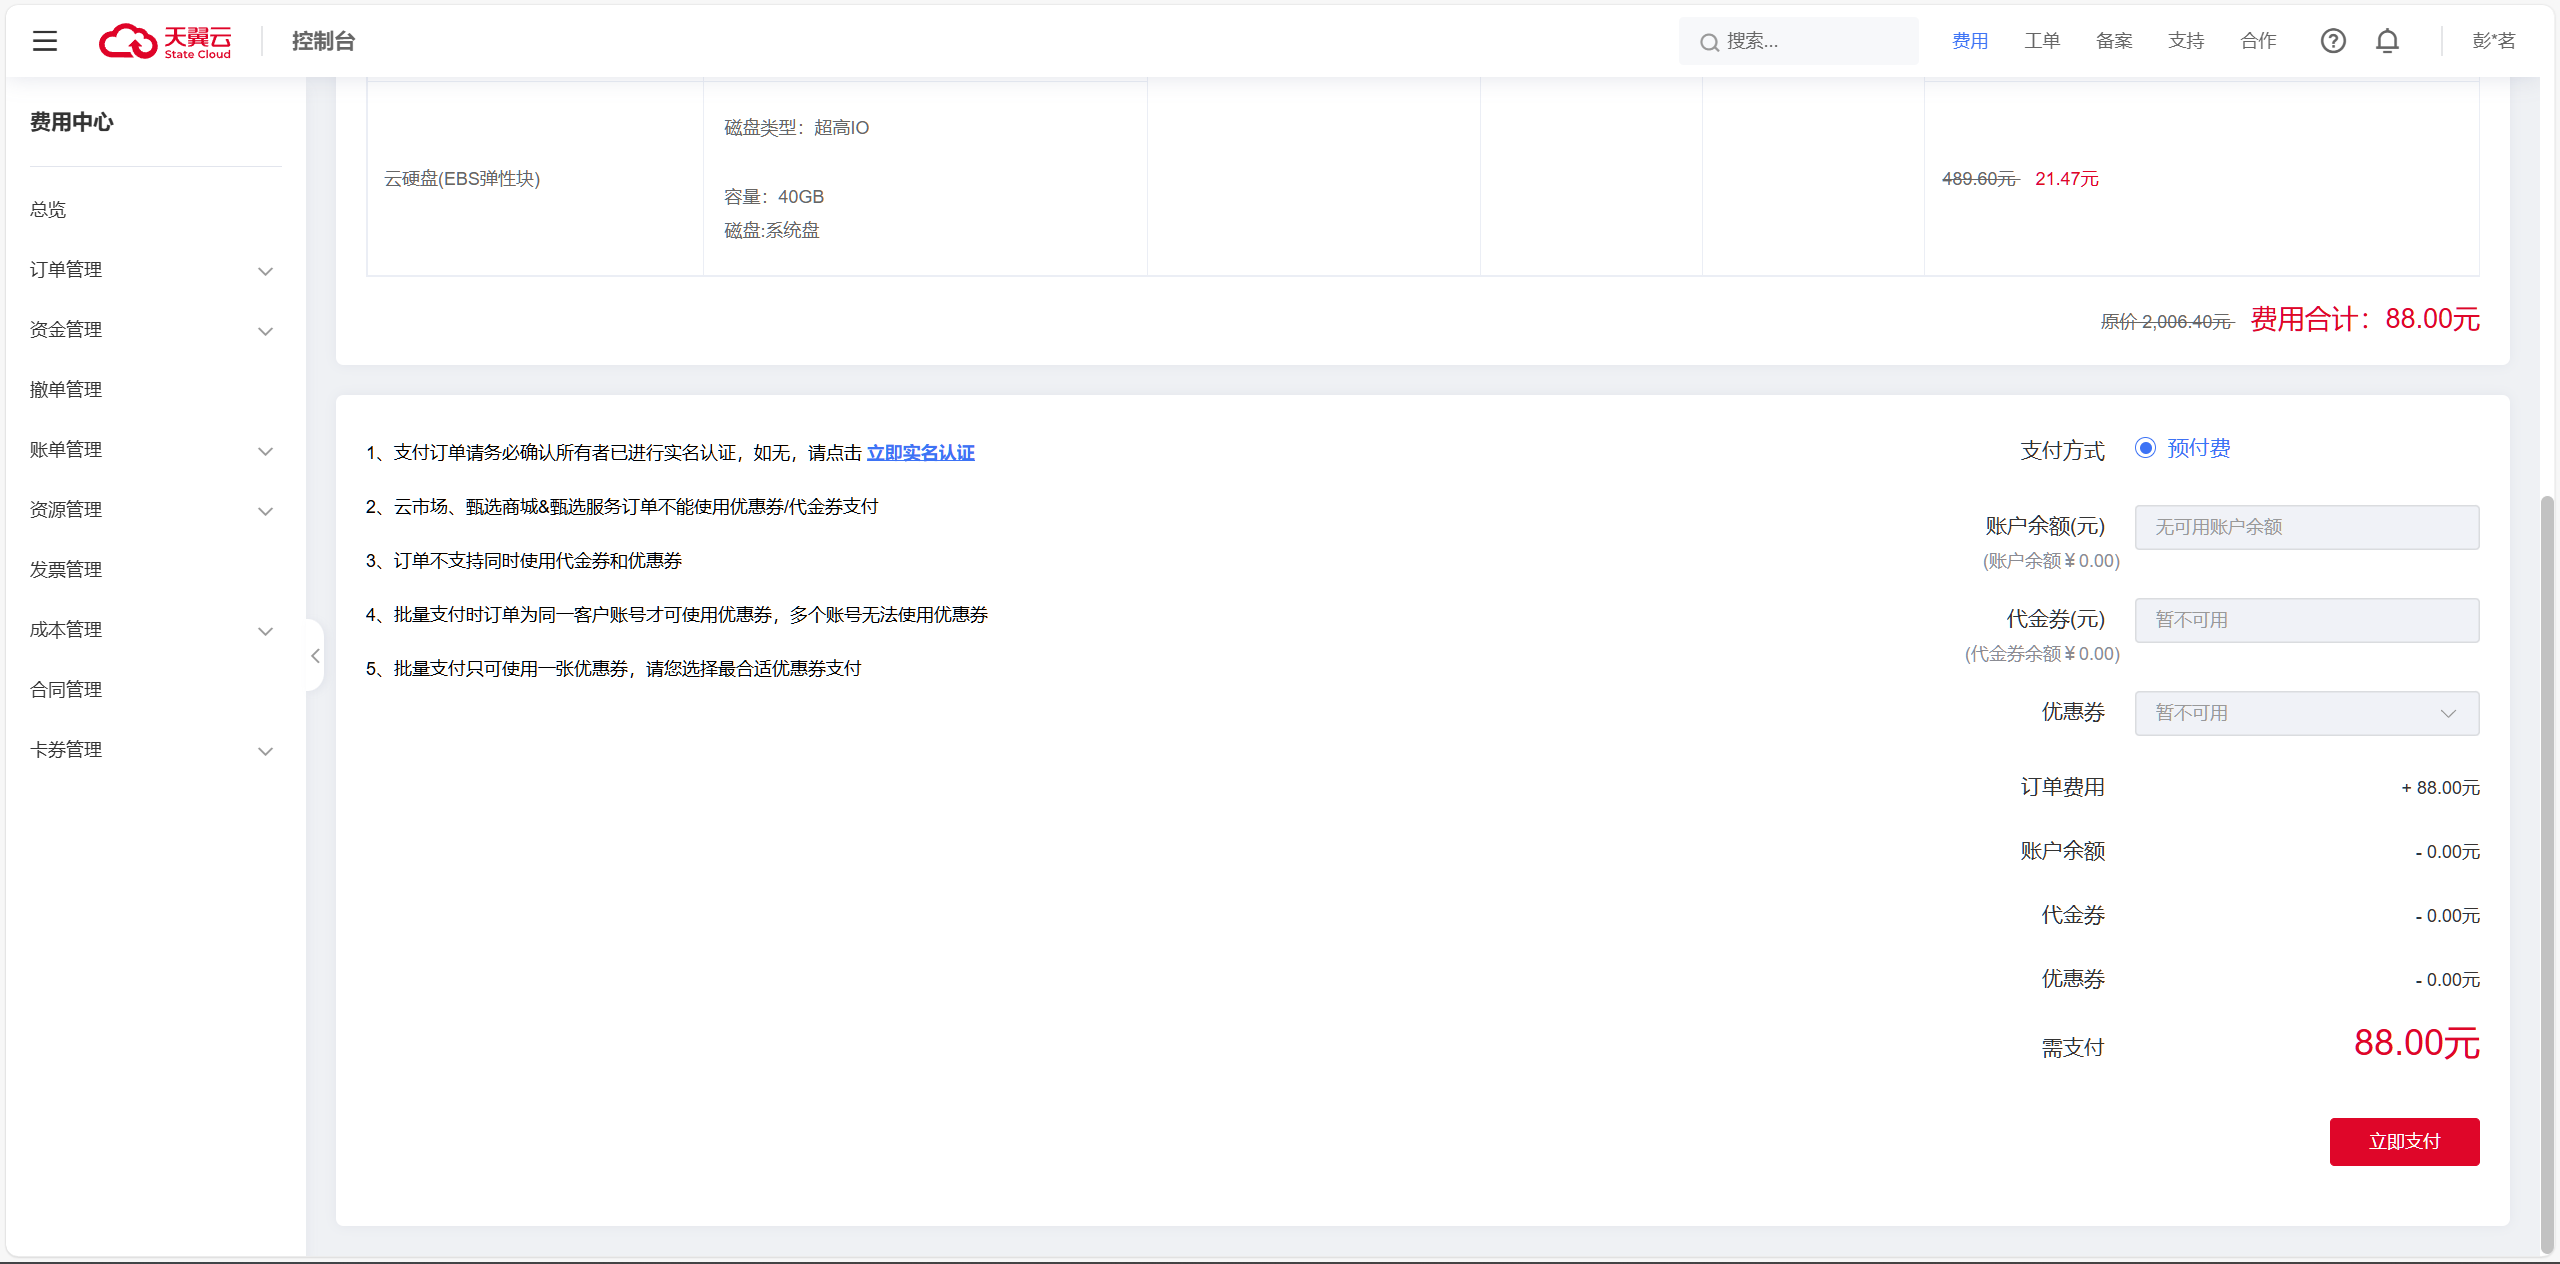 天翼云
State Cloud
控制台
搜索...
费用
工单
备案
支持
合作
彭*茗
费用中心
总览
订单管理
资金管理
撤单管理
账单管理
资源管理
发票管理
成本管理
合同管理
卡券管理
云硬盘(EBS弹性块)
磁盘类型：超高IO
容量：40GB
磁盘:系统盘
489.60元 21.47元
原价 2,006.40元 费用合计：88.00元
1、支付订单请务必确认所有者已进行实名认证，如无，请点击 立即实名认证
2、云市场、甄选商城&甄选服务订单不能使用优惠券/代金券支付
3、订单不支持同时使用代金券和优惠券
4、批量支付时订单为同一客户账号才可使用优惠券，多个账号无法使用优惠券
5、批量支付只可使用一张优惠券，请您选择最合适优惠券支付
支付方式 预付费
账户余额(元) 无可用账户余额
(账户余额¥0.00)
代金券(元) 暂不可用
(代金券余额¥0.00)
优惠券 暂不可用
订单费用 + 88.00元
账户余额 - 0.00元
代金券 - 0.00元
优惠券 - 0.00元
需支付 88.00元
立即支付